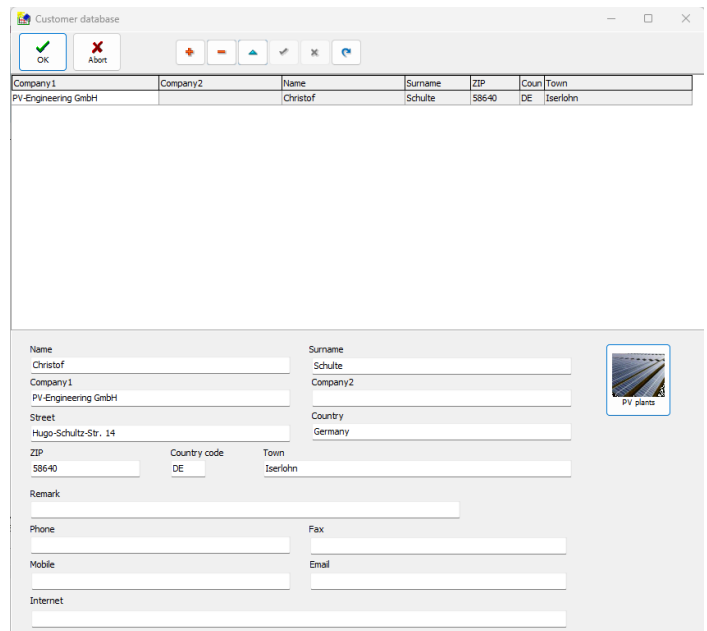 Customer database
OK Abort
Company1 Company2 Name Surname ZIP Coun Town
PV-Engineering GmbH Christof Schulte 58640 DE Iserlohn
Name Surname
Christof Schulte
Company1 Company2
PV-Engineering GmbH
Street Country
Hugo-Schultz-Str. 14 Germany
PV plants
ZIP Country code Town
58640 DE Iserlohn
Remark
Phone Fax
Mobile Email
Internet